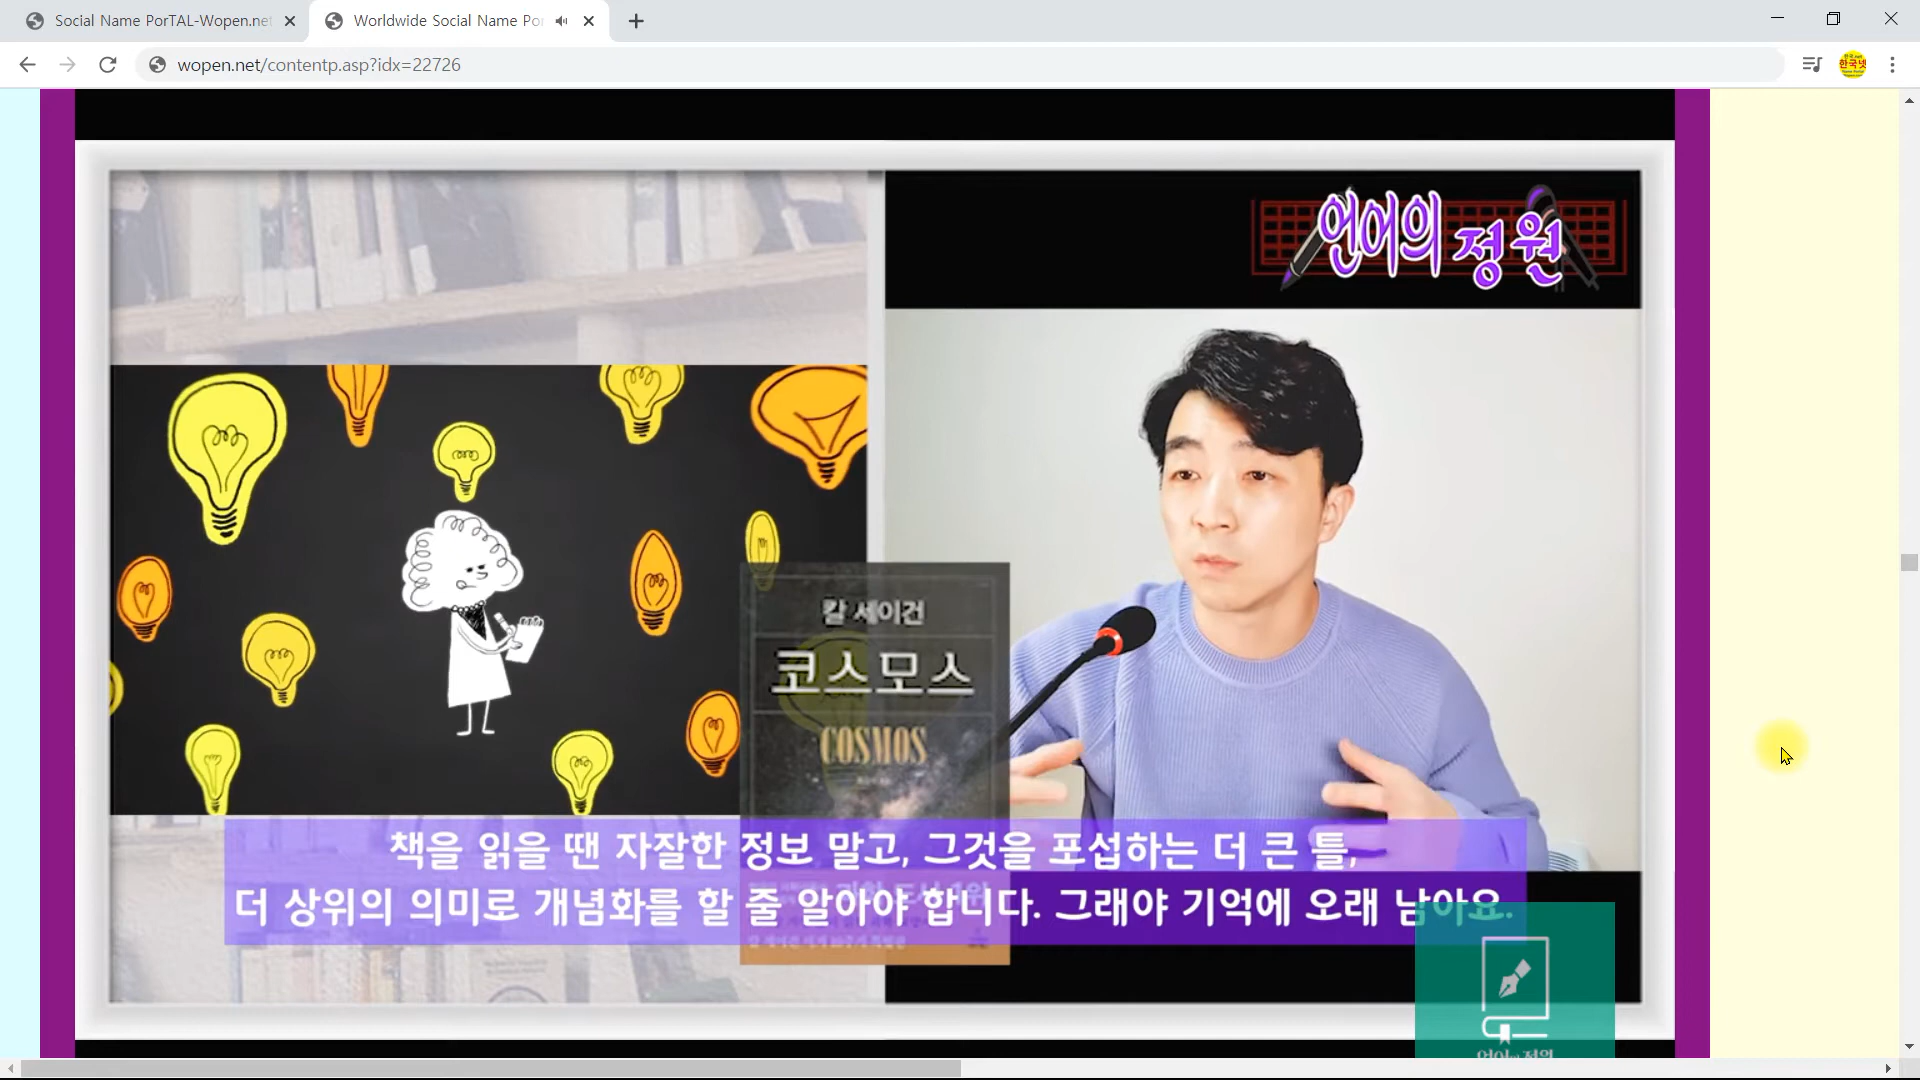 Social Name PorTAL-Wopen.net
Worldwide Social Name Po
wopen.net/contentp.asp?idx=22726
한국넷
언어의 정원
칼 세이건
코스모스
COSMOS
책을 읽을 땐 자잘한 정보 말고, 그것을 포섭하는 더 큰 틀,
더 상위의 의미로 개념화를 할 줄 알아야 합니다. 그래야 기억에 오래 남아요.